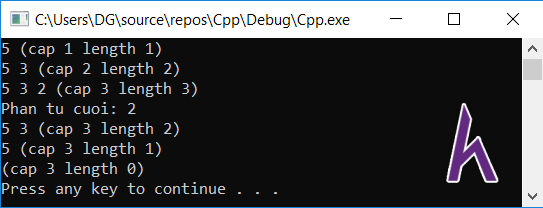 C:\Users\DG\source\repos\Cpp\Debug\Cpp.exe
5 (cap 1 length 1)
5 3 (cap 2 length 2)
5 3 2 (cap 3 length 3)
Phan tu cuoi: 2
5 3 (cap 3 length 2)
5 (cap 3 length 1)
(cap 3 length 0)
Press any key to continue . . .